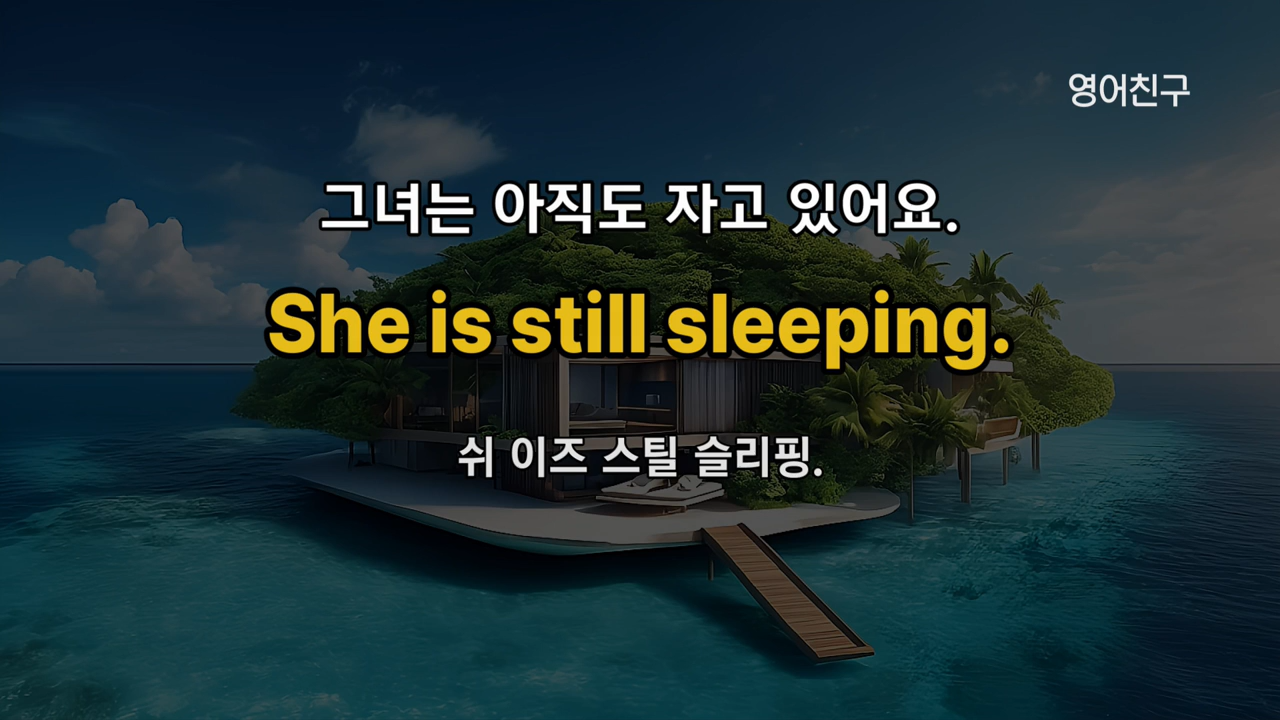 영어친구
그녀는 아직도 자고 있어요.
She is still sleeping.
쉬 이즈 스틸 슬리핑.